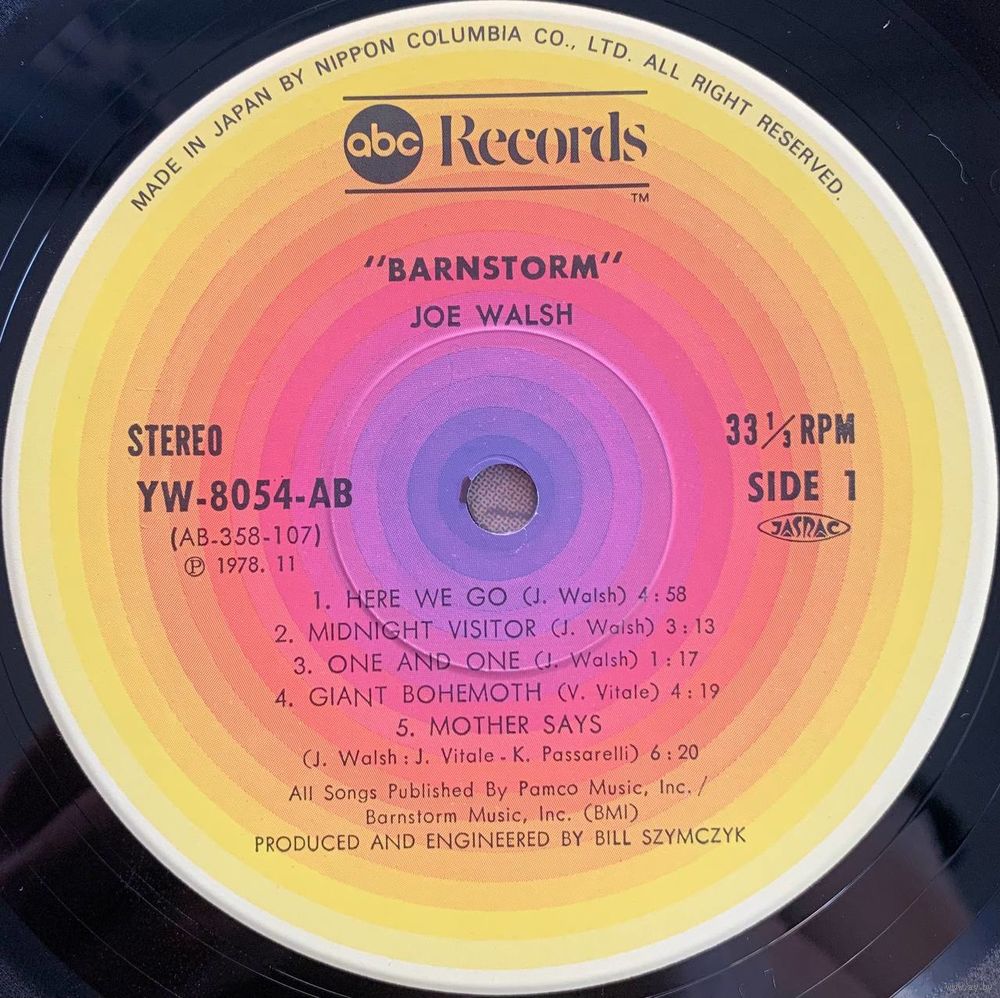 MADE IN JAPAN BY NIPPON COLUMBIA CO., LTD. ALL RIGHT RESERVED.
abc Records
TM
"BARNSTORM"
JOE WALSH
STEREO
33 1/3 RPM
YW-8054-AB
SIDE 1
(AB-358-107)
JASRAC
℗ 1978. 11
1. HERE WE GO (J. Walsh) 4:58
2. MIDNIGHT VISITOR (J. Walsh) 3:13
3. ONE AND ONE (J. Walsh) 1:17
4. GIANT BOHEMOTH (V. Vitale) 4:19
5. MOTHER SAYS
(J. Walsh : J. Vitale - K. Passarelli) 6:20
All Songs Published By Pamco Music, Inc. /
Barnstorm Music, Inc. (BMI)
PRODUCED AND ENGINEERED BY BILL SZYMCZYK